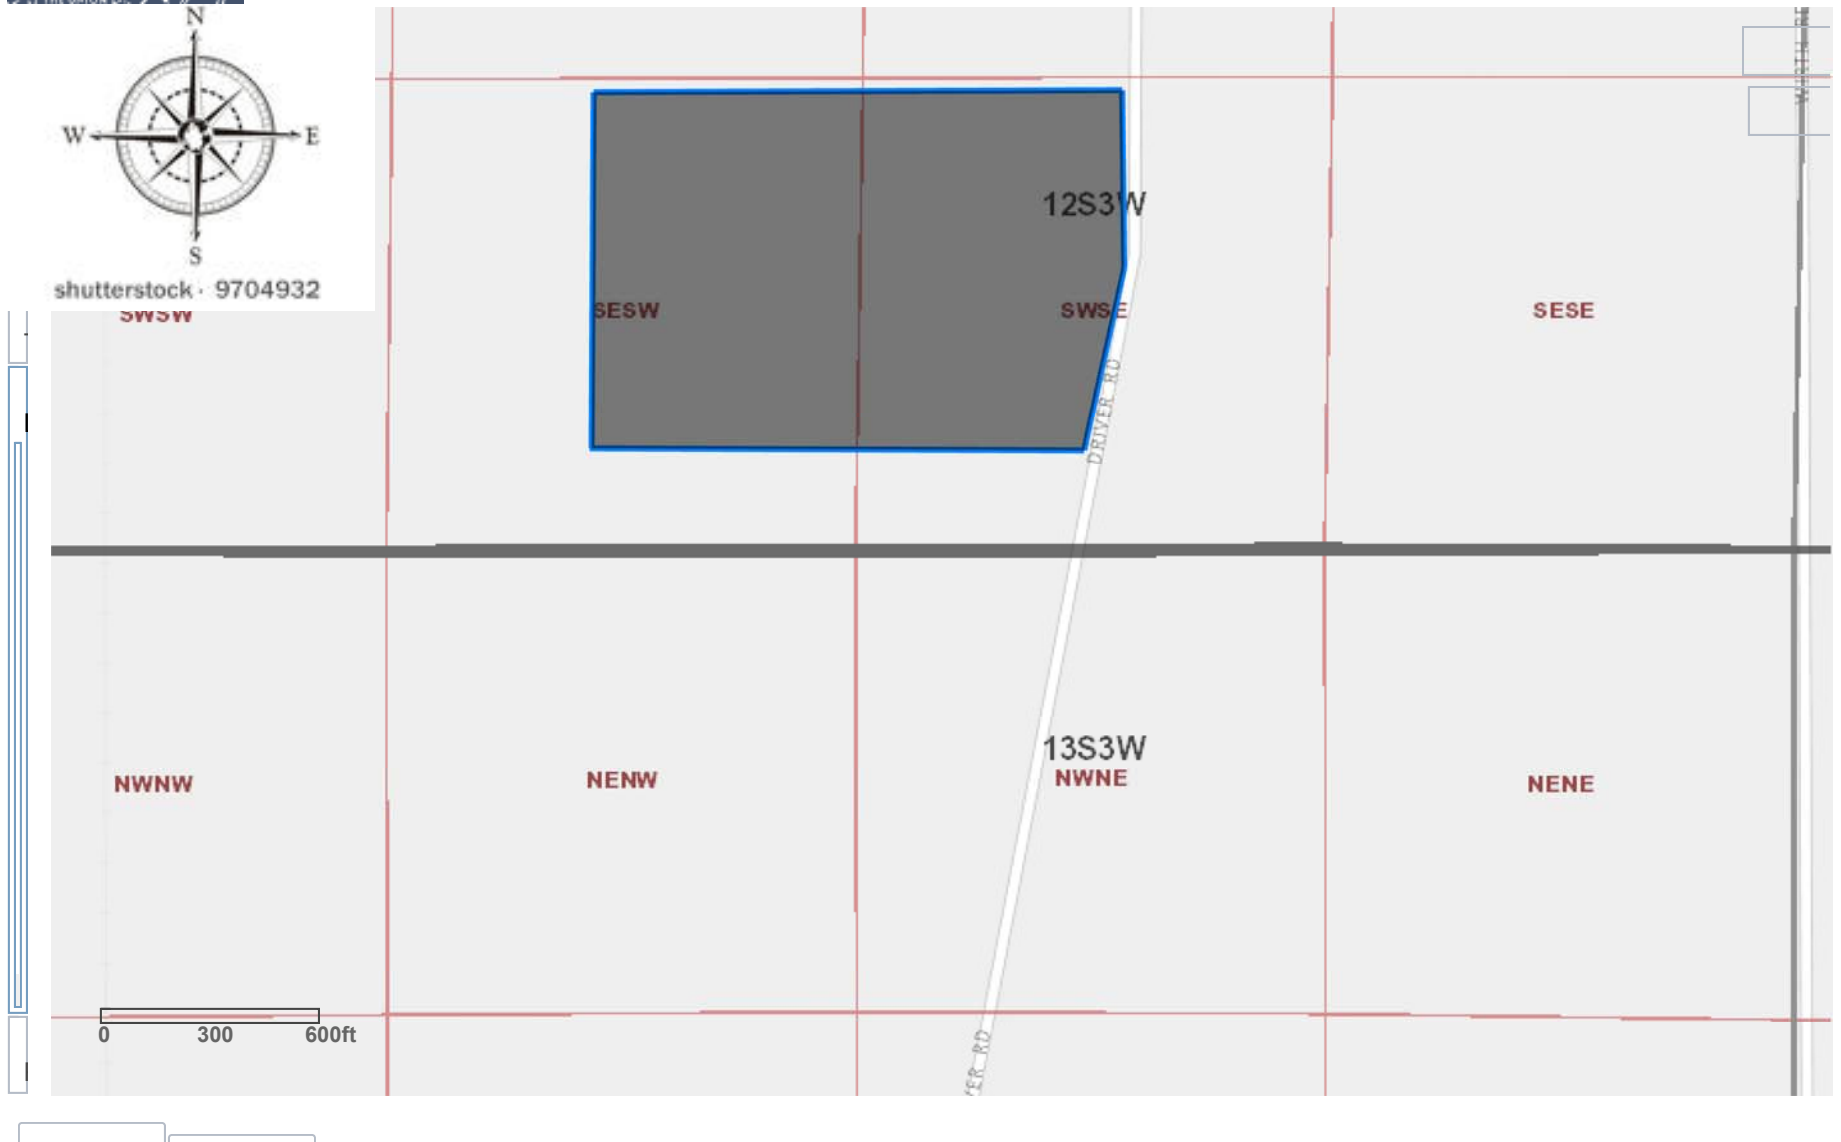 N
W E
S
shutterstock · 9704932
12S3W
SWSW
SESW
SWSE
SESE
DRIVER RD
13S3W
NWNW
NENW
NWNE
NENE
0 300 600ft